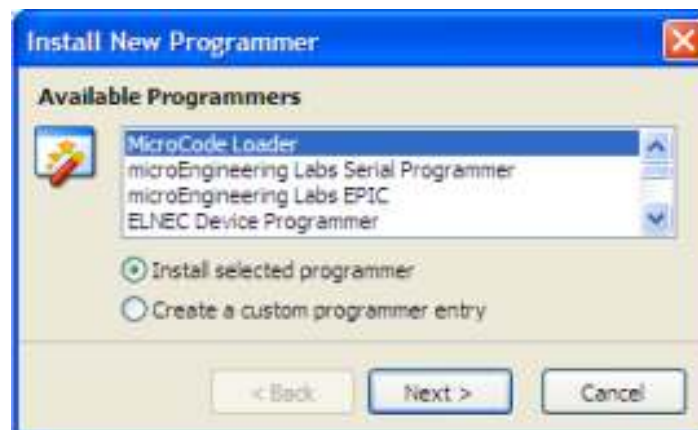 Install New Programmer
Available Programmers
MicroCode Loader
microEngineering Labs Serial Programmer
microEngineering Labs EPIC
ELNEC Device Programmer
Install selected programmer
Create a custom programmer entry
< Back
Next >
Cancel